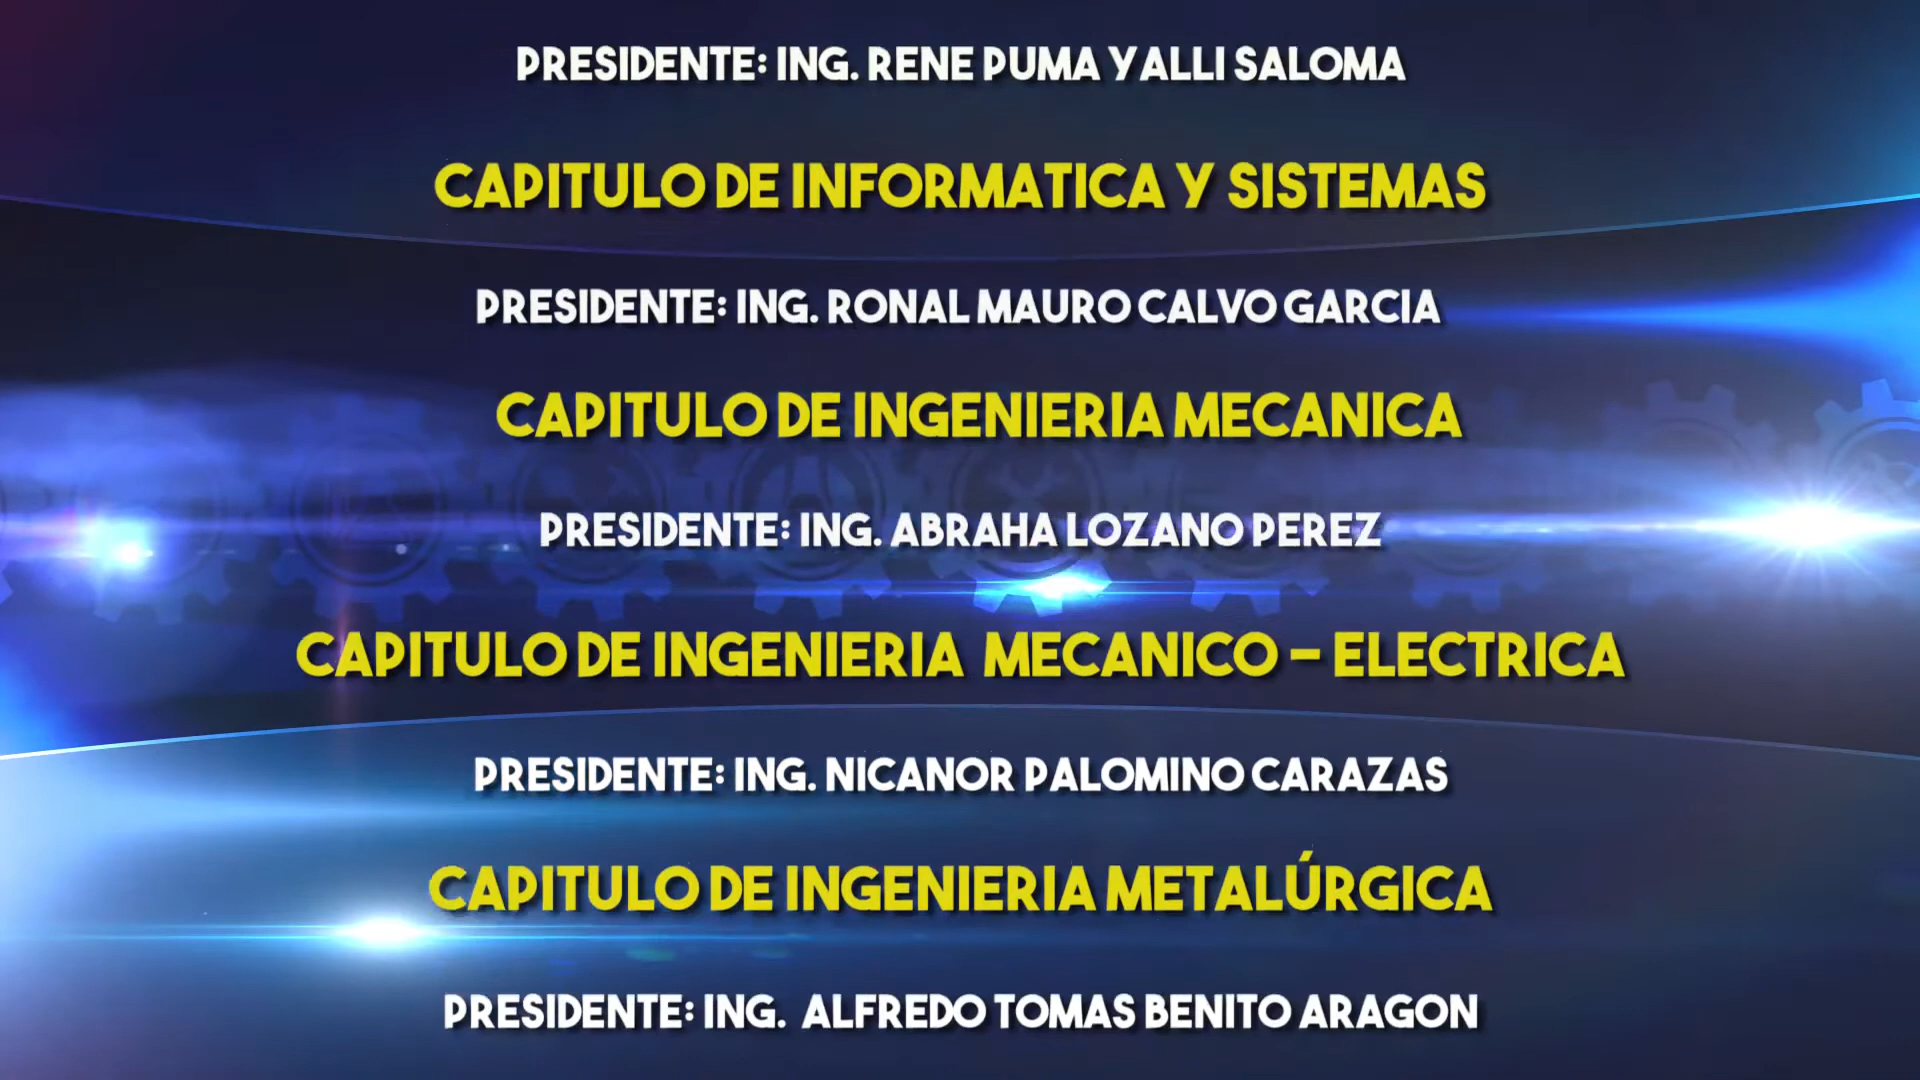 PRESIDENTE: ING. RENE PUMA YALLI SALOMA
CAPITULO DE INFORMATICA Y SISTEMAS
PRESIDENTE: ING. RONAL MAURO CALVO GARCIA
CAPITULO DE INGENIERIA MECANICA
PRESIDENTE: ING. ABRAHA LOZANO PEREZ
CAPITULO DE INGENIERIA MECANICO - ELECTRICA
PRESIDENTE: ING. NICANOR PALOMINO CARAZAS
CAPITULO DE INGENIERIA METALÚRGICA
PRESIDENTE: ING. ALFREDO TOMAS BENITO ARAGON